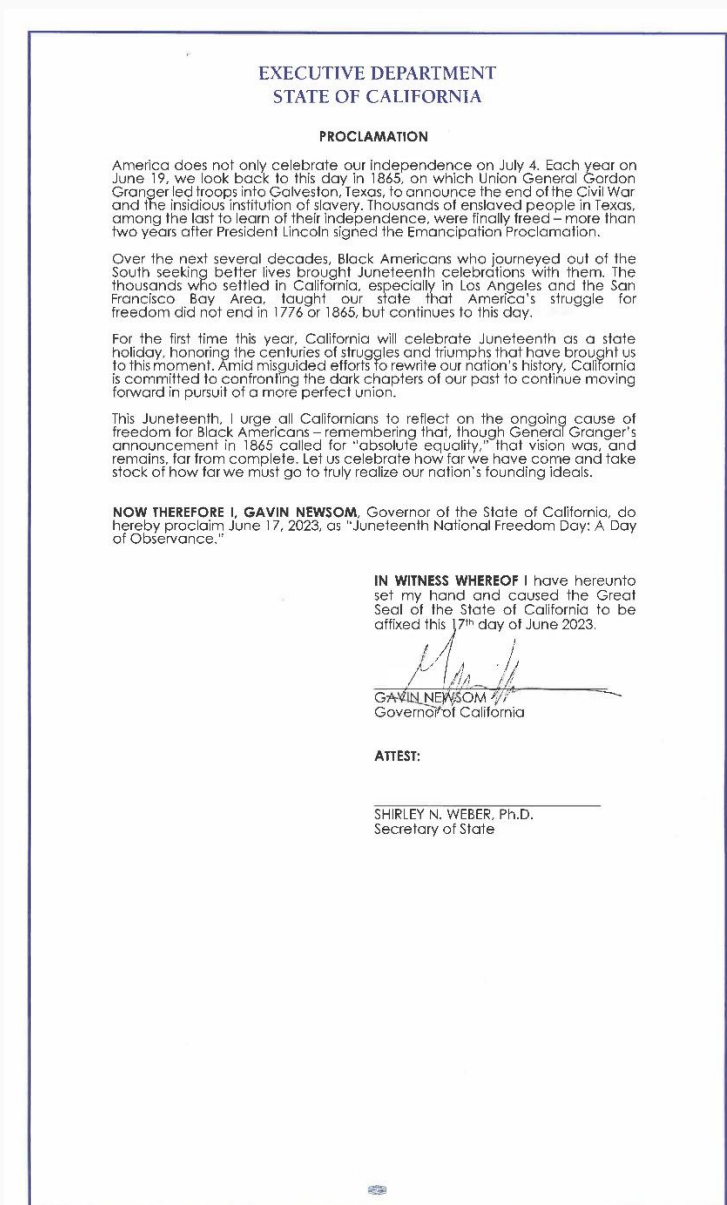 EXECUTIVE DEPARTMENT
STATE OF CALIFORNIA
PROCLAMATION
America does not only celebrate our independence on July 4. Each year on
June 19, we look back to this day in 1865, on which Union General Gordon
Granger led troops into Galveston, Texas, to announce the end of the Civil War
and the insidious institution of slavery. Thousands of enslaved people in Texas,
among the last to learn of their independence, were finally freed – more than
two years after President Lincoln signed the Emancipation Proclamation.
Over the next several decades, Black Americans who journeyed out of the
South seeking better lives brought Juneteenth celebrations with them. The
thousands who settled in California, especially in Los Angeles and the San
Francisco Bay Area, taught our state that America's struggle for
freedom did not end in 1776 or 1865, but continues to this day.
For the first time this year, California will celebrate Juneteenth as a state
holiday, honoring the centuries of struggles and triumphs that have brought us
to this moment. Amid misguided efforts to rewrite our nation's history, California
is committed to confronting the dark chapters of our past to continue moving
forward in pursuit of a more perfect union.
This Juneteenth, I urge all Californians to reflect on the ongoing cause of
freedom for Black Americans – remembering that, though General Granger's
announcement in 1865 called for "absolute equality," that vision was, and
remains, far from complete. Let us celebrate how far we have come and take
stock of how far we must go to truly realize our nation's founding ideals.
NOW THEREFORE I, GAVIN NEWSOM, Governor of the State of California, do
hereby proclaim June 17, 2023, as "Juneteenth National Freedom Day: A Day
of Observance."
IN WITNESS WHEREOF I have hereunto
set my hand and caused the Great
Seal of the State of California to be
affixed this 17th day of June 2023.
GAVIN NEWSOM
Governor of California
ATTEST:
SHIRLEY N. WEBER, Ph.D.
Secretary of State